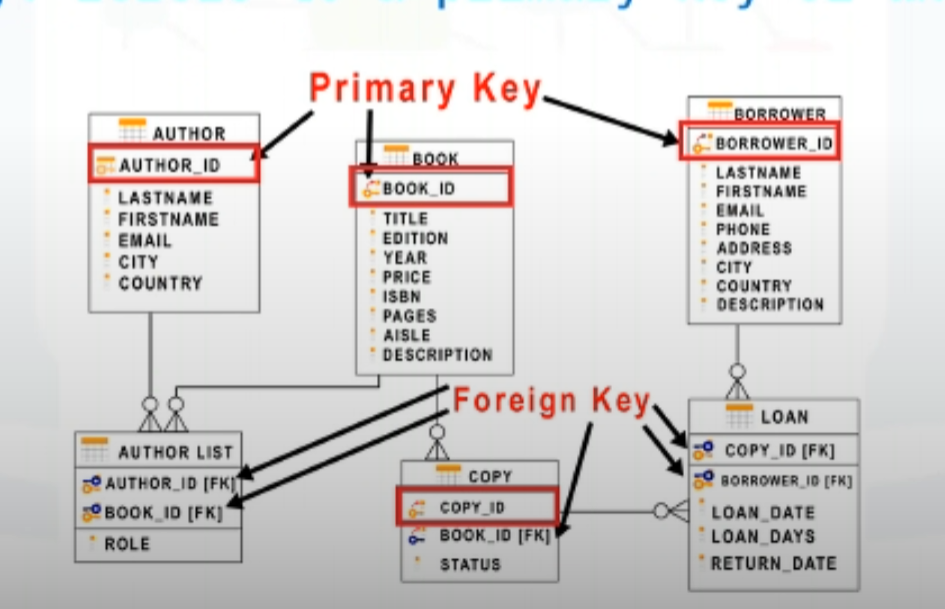 Primary Key
AUTHOR
AUTHOR_ID
LASTNAME
FIRSTNAME
EMAIL
CITY
COUNTRY
BOOK
BOOK_ID
TITLE
EDITION
YEAR
PRICE
ISBN
PAGES
AISLE
DESCRIPTION
BORROWER
BORROWER_ID
LASTNAME
FIRSTNAME
EMAIL
PHONE
ADDRESS
CITY
COUNTRY
DESCRIPTION
Foreign Key
AUTHOR LIST
AUTHOR_ID [FK]
BOOK_ID [FK]
ROLE
COPY
COPY_ID
BOOK_ID [FK]
STATUS
LOAN
COPY_ID [FK]
BORROWER_ID [FK]
LOAN_DATE
LOAN_DAYS
RETURN_DATE